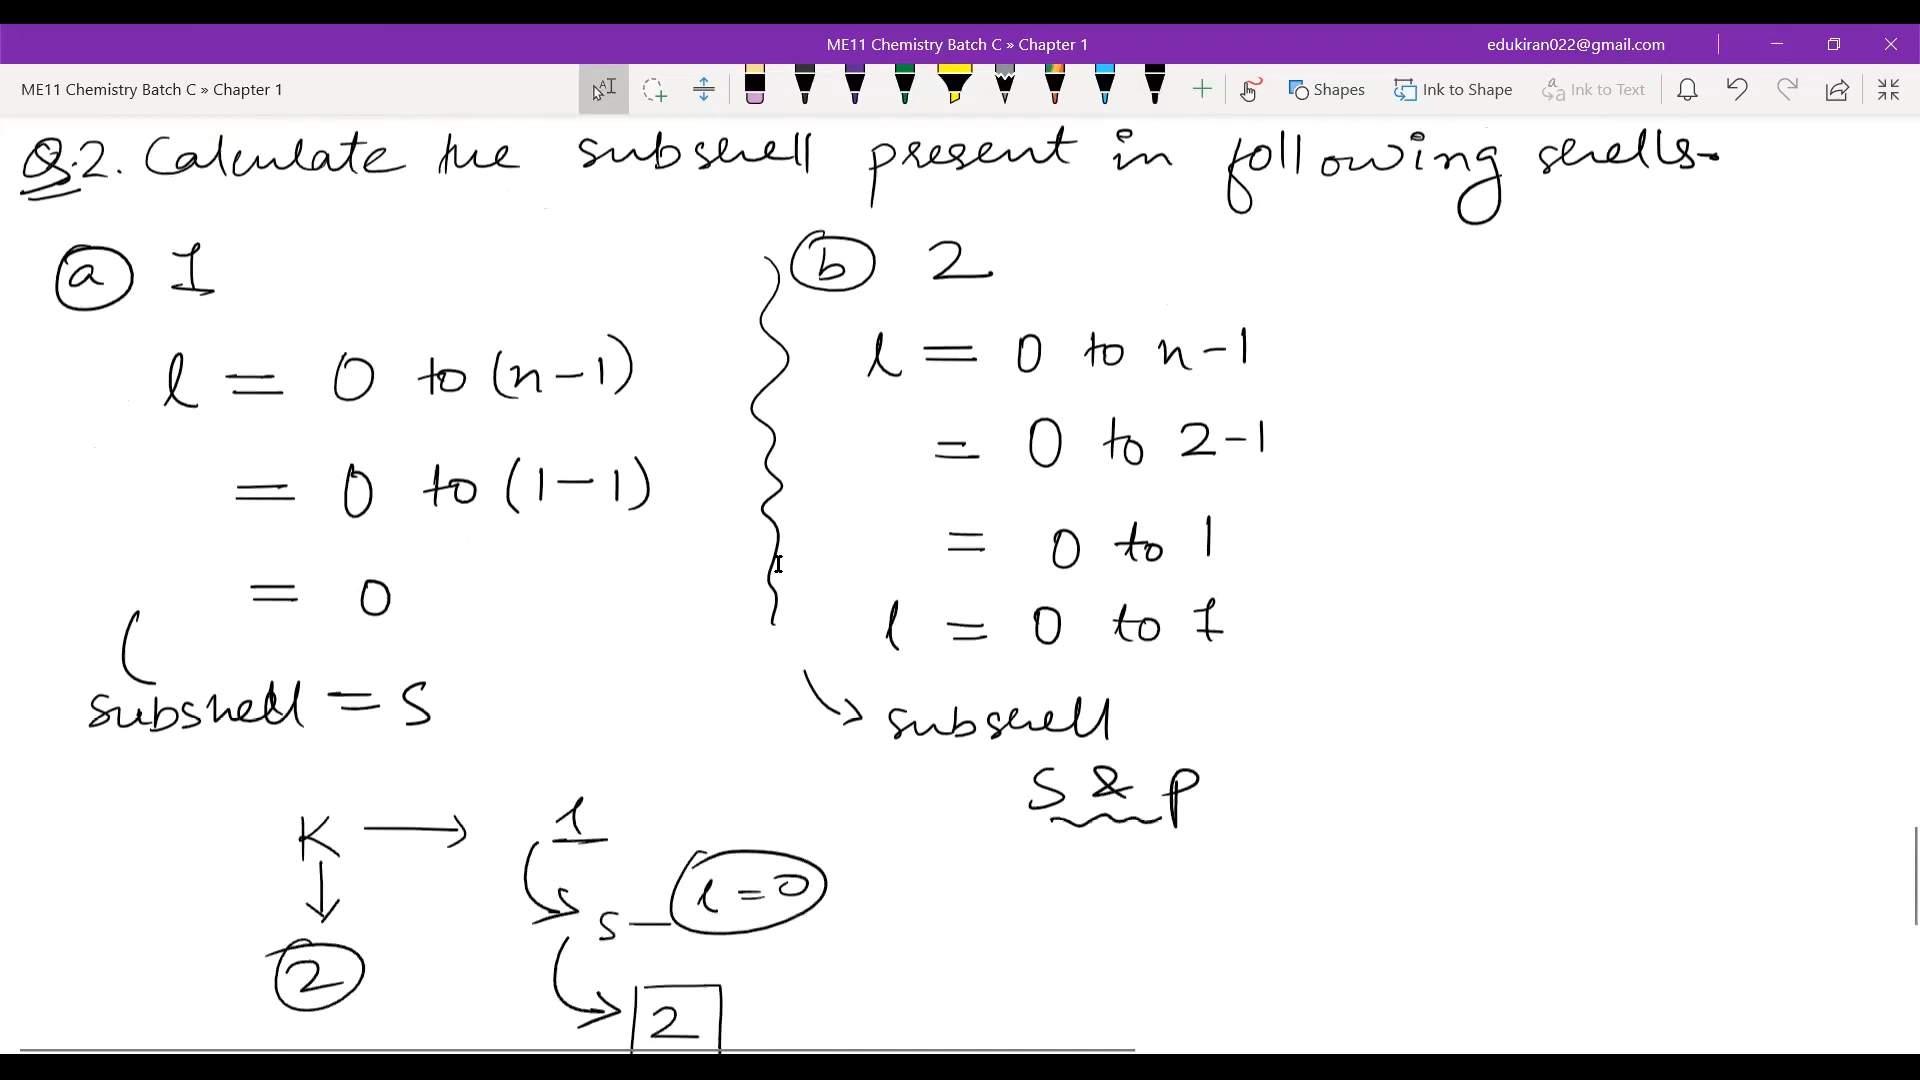 ME11 Chemistry Batch C » Chapter 1
edukiran022@gmail.com
ME11 Chemistry Batch C » Chapter 1
Shapes
Ink to Shape
Ink to Text
Q.2. Calculate the subshell present in following shells.
(a) 1
l = 0 to (n-1)
= 0 to (1-1)
= 0
subshell = s
K → 1
s - l=0
2
2
(b) 2
l = 0 to n-1
= 0 to 2-1
= 0 to 1
l = 0 to 1
→ subshell
s & p